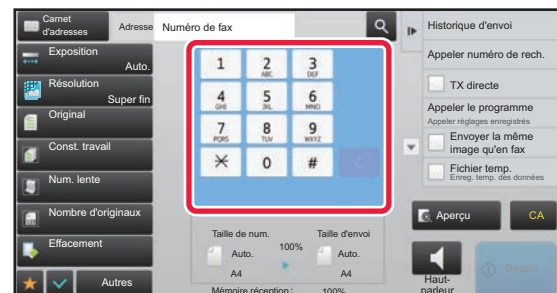 Carnet
d'adresses
Adresse
Numéro de fax
Exposition
Auto.
Résolution
Super fin
Original
Const. travail
Num. lente
Nombre d'originaux
Effacement
Autres
1
2
ABC
3
DEF
4
GHI
5
JKL
6
MNO
7
PQRS
8
TUV
9
WXYZ
0
#
C
Taille de num.
Taille d'envoi
100%
Auto.
Auto.
A4
A4
Mémoire réception :
100%
Historique d'envoi
Appeler numéro de rech.
TX directe
Appeler le programme
Appeler réglages enregistrés
Envoyer la même
image qu'en fax
Fichier temp.
Enreg. temp. des données
Aperçu
CA
Haut-
parleur
Départ